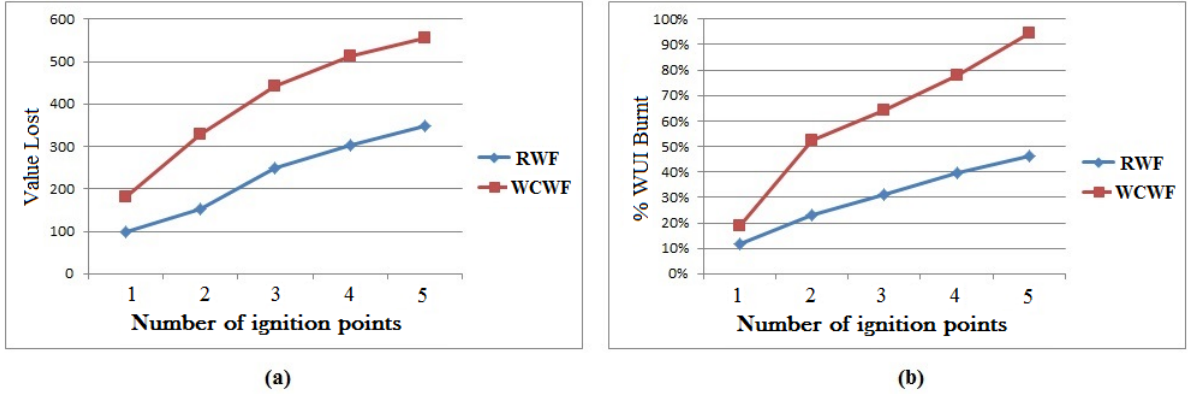 600
500
400
300
200
100
0
Value Lost
1 2 3 4 5
Number of ignition points
RWF
WCWF
(a)
100%
90%
80%
70%
60%
50%
40%
30%
20%
10%
0%
% WUI Burnt
1 2 3 4 5
Number of ignition points
RWF
WCWF
(b)